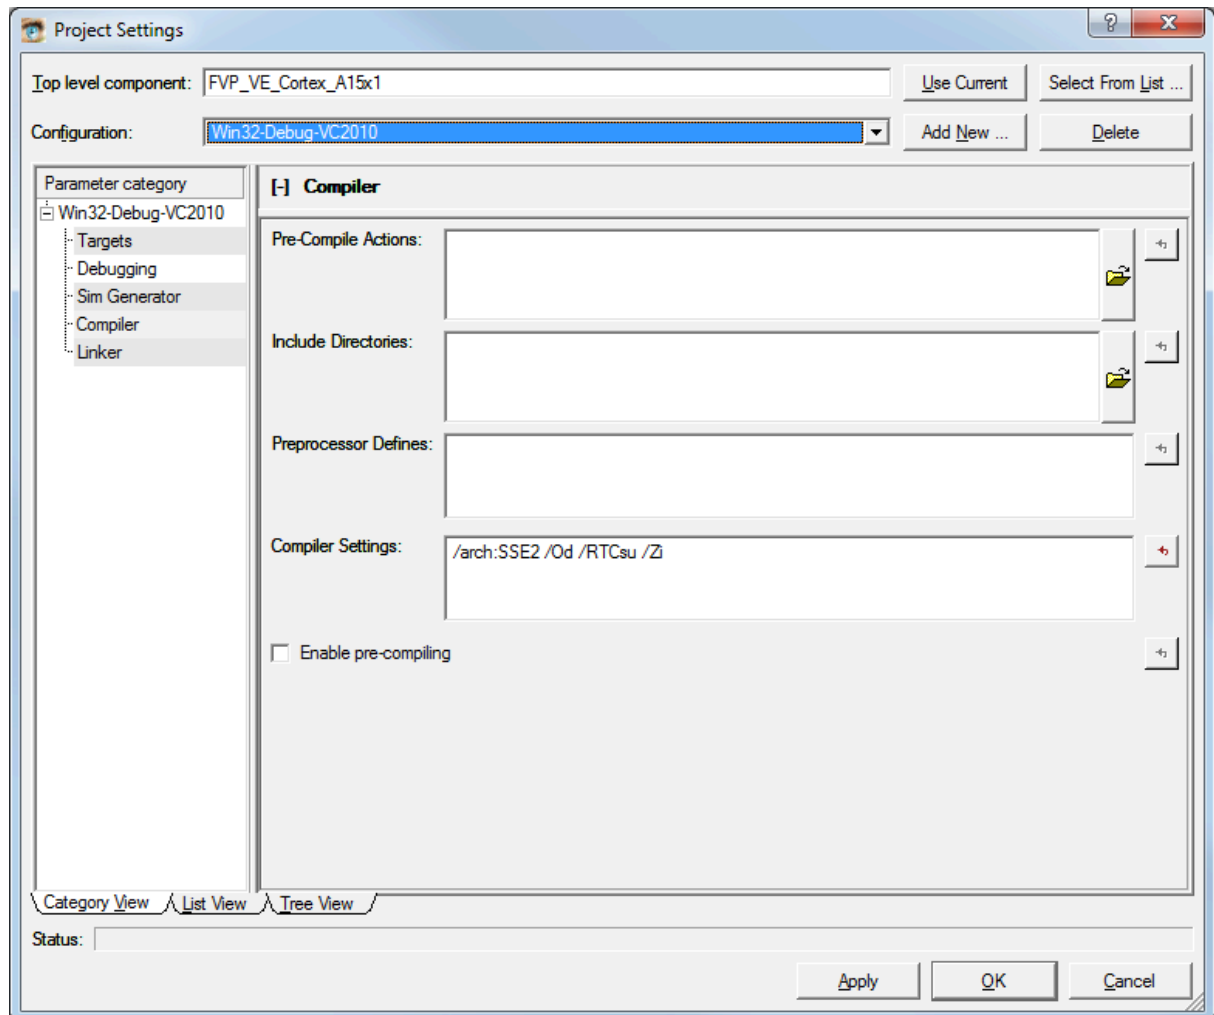 Project Settings
Top level component: FVP_VE_Cortex_A15x1 Use Current Select From List ...
Configuration: Win32-Debug-VC2010 Add New ... Delete
Parameter category
Win32-Debug-VC2010
Targets
Debugging
Sim Generator
Compiler
Linker
[-] Compiler
Pre-Compile Actions:
Include Directories:
Preprocessor Defines:
Compiler Settings: /arch:SSE2 /Od /RTCsu /Zi
Enable pre-compiling
Category View List View Tree View
Status:
Apply OK Cancel